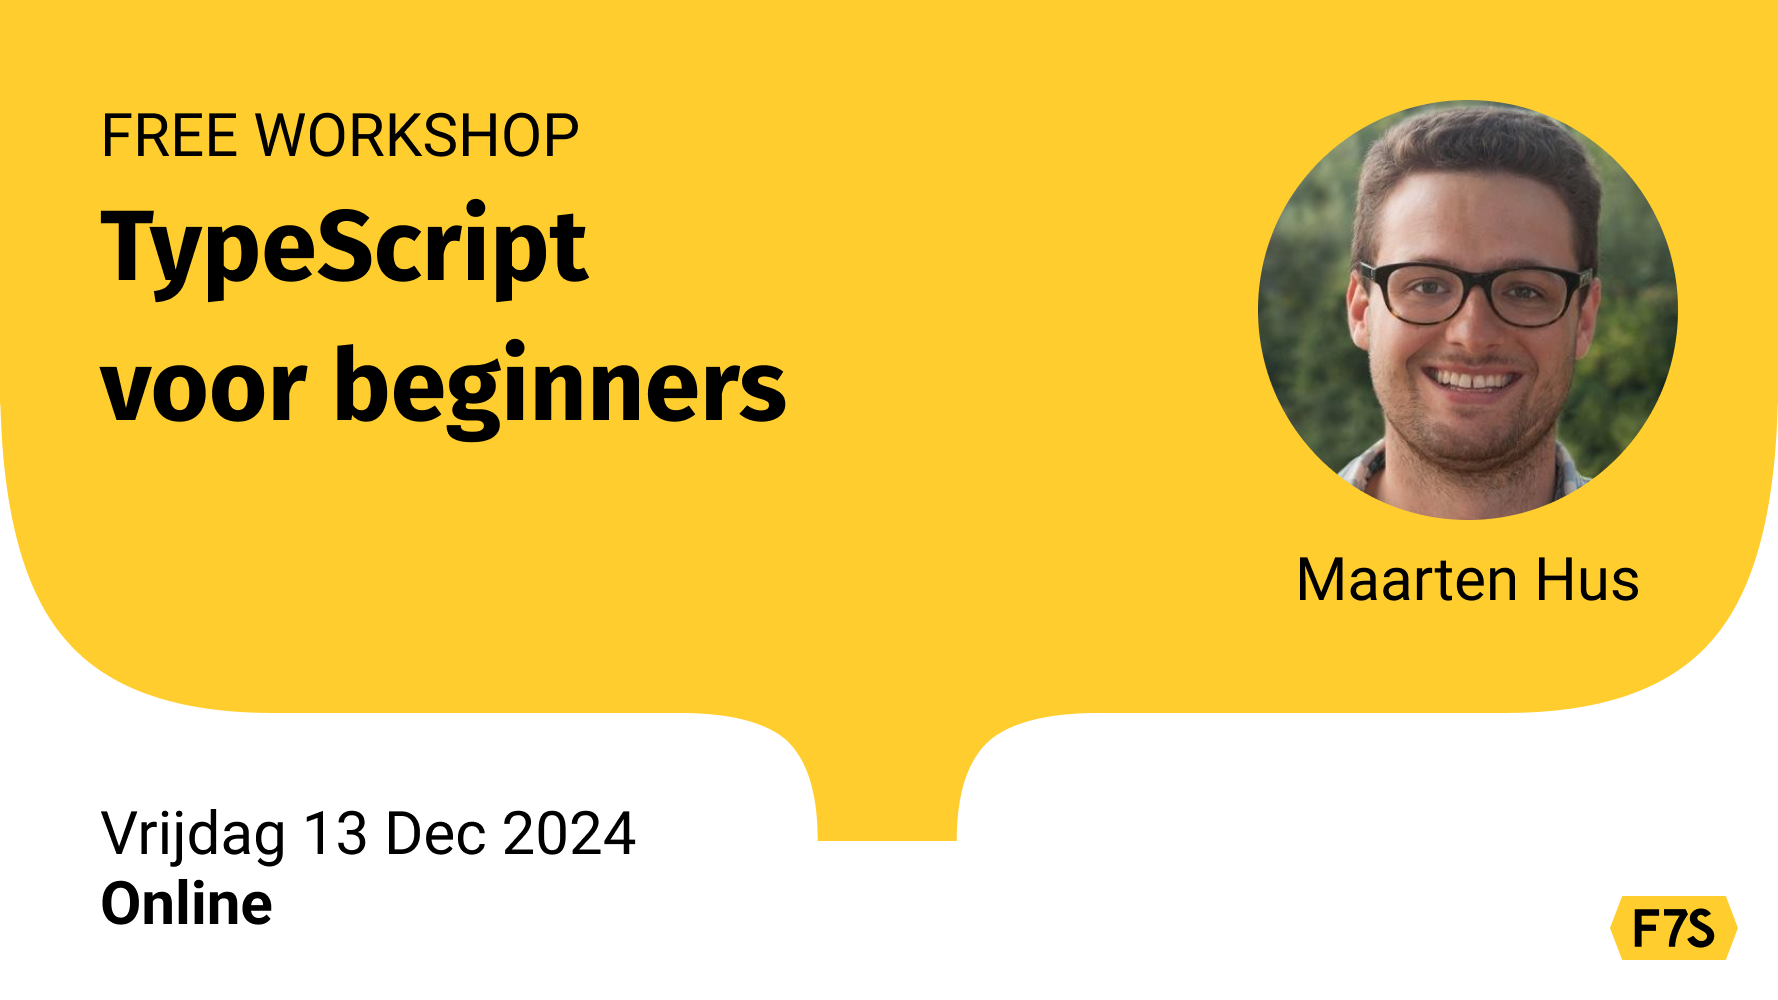 FREE WORKSHOP
TypeScript
voor beginners
Maarten Hus
Vrijdag 13 Dec 2024
Online
F7S